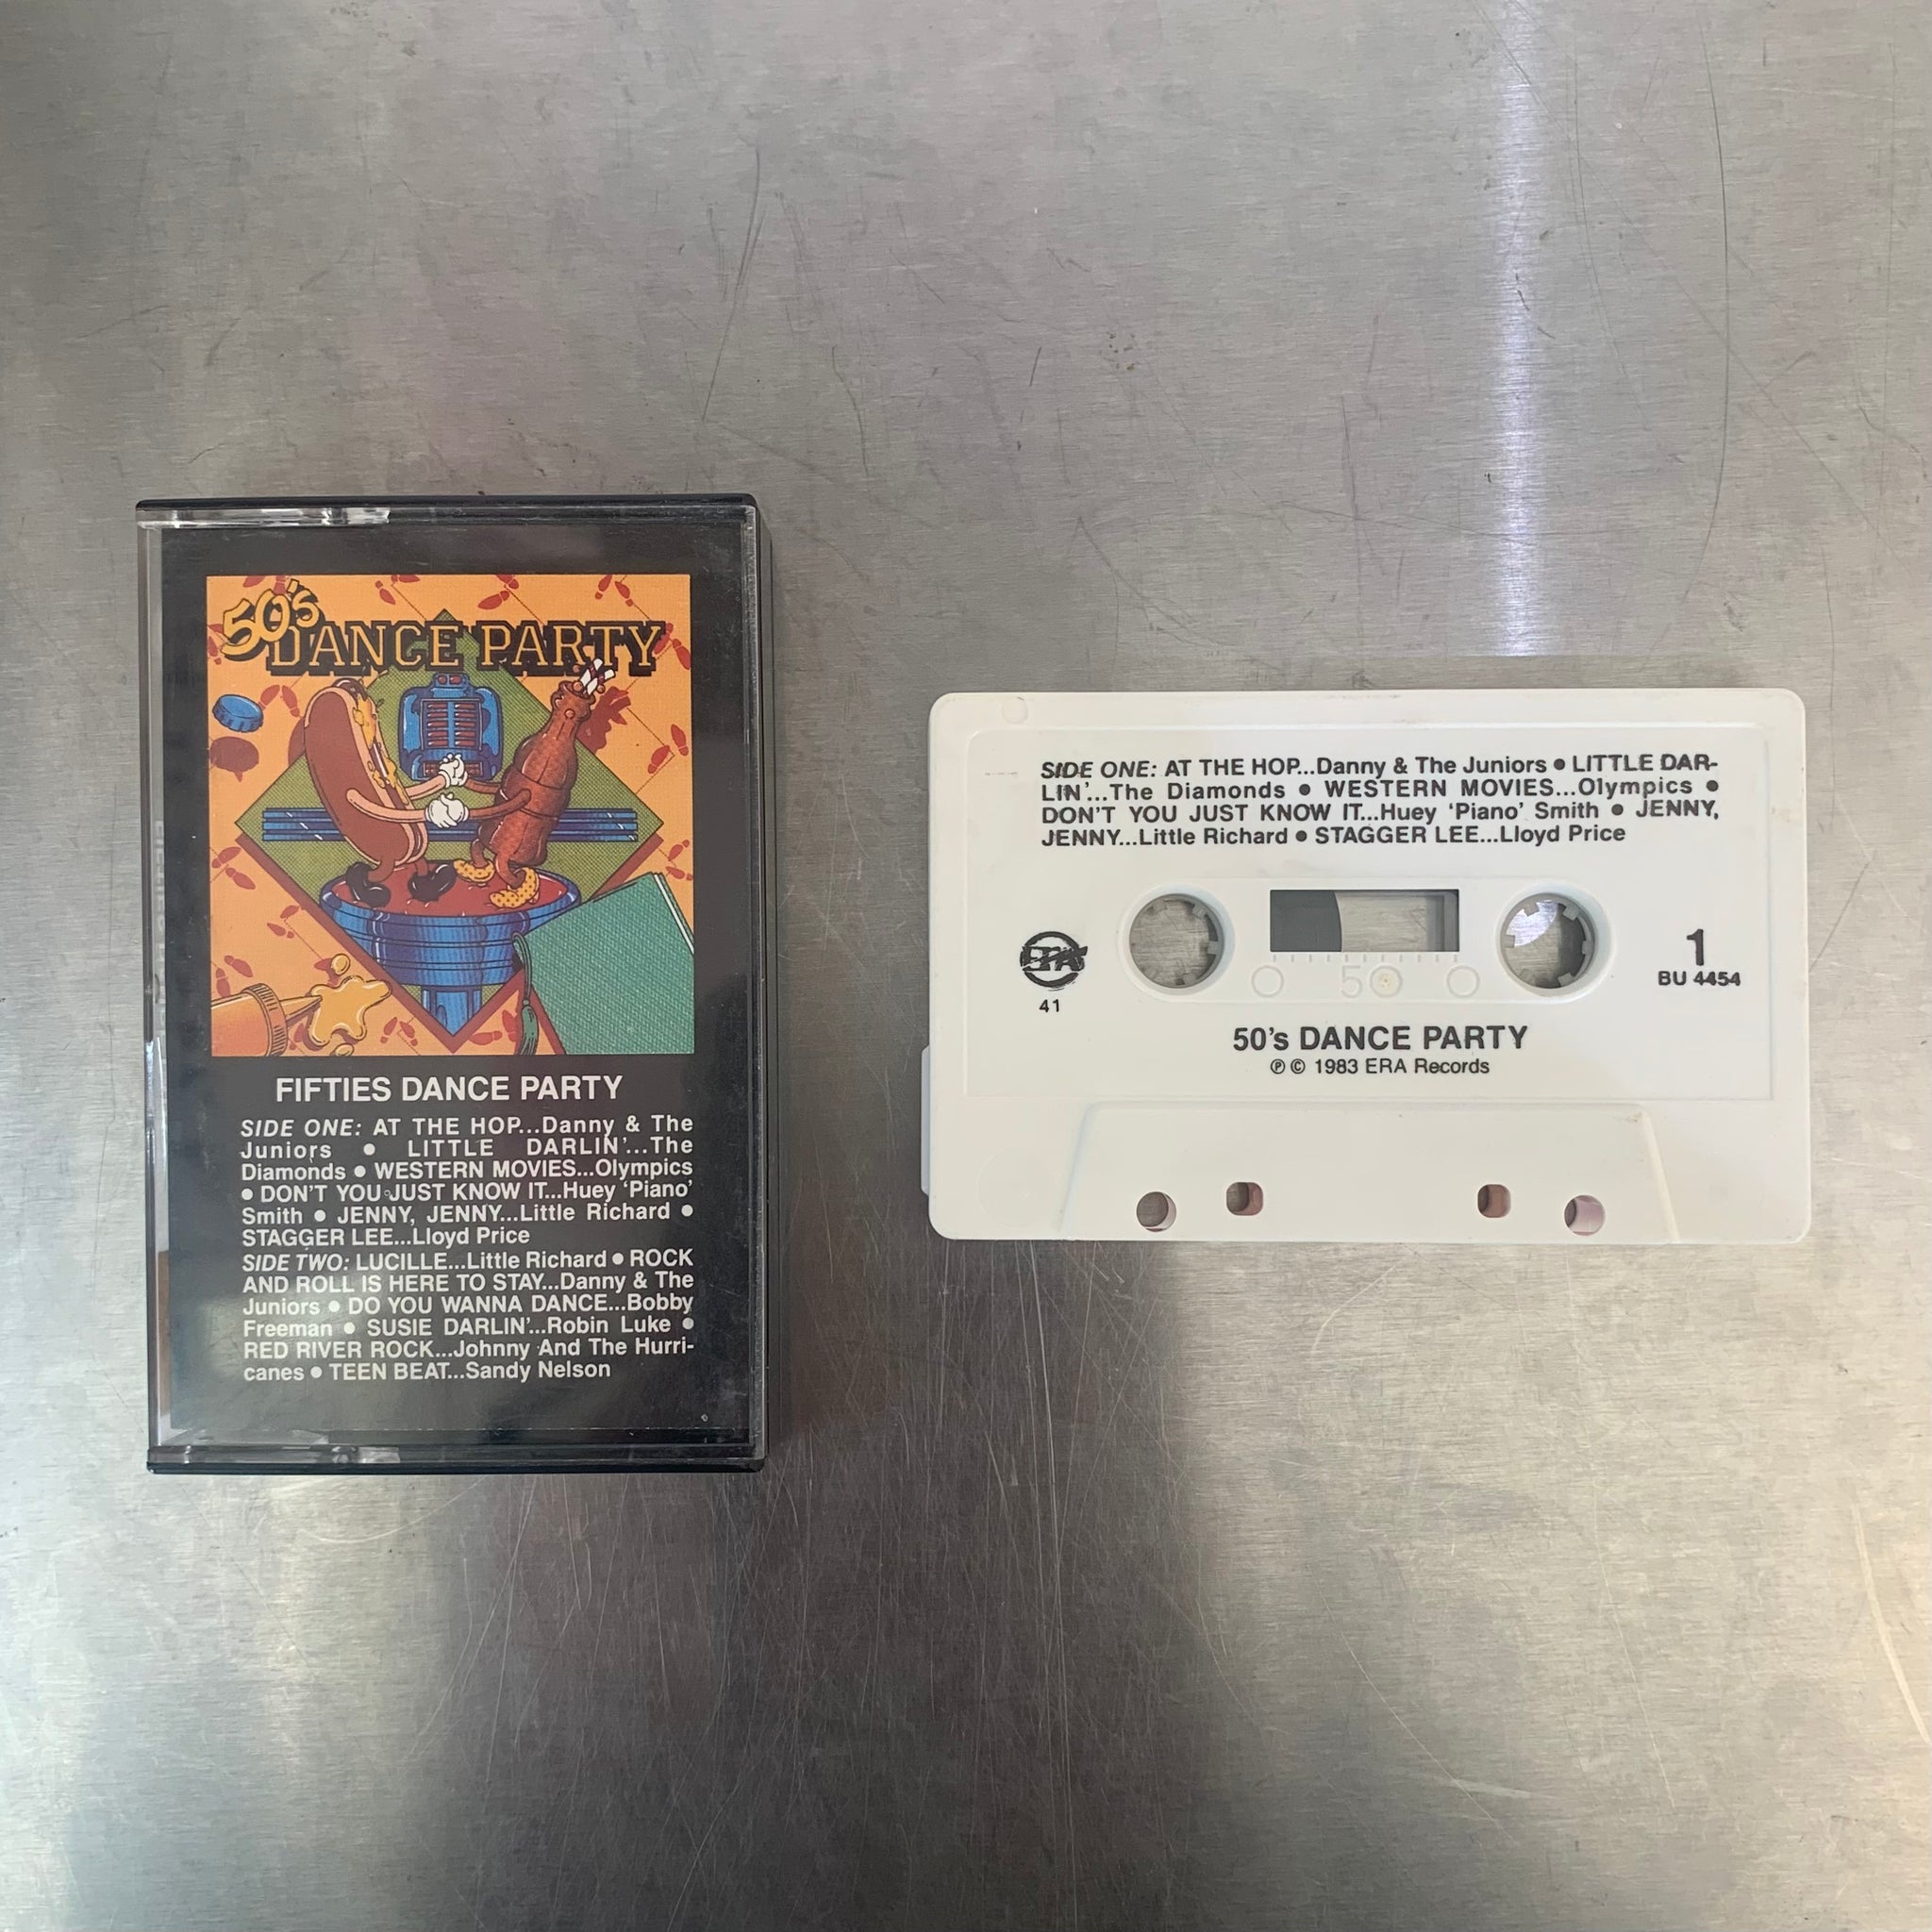 50's
DANCE PARTY
FIFTIES DANCE PARTY
SIDE ONE: AT THE HOP...Danny & The
Juniors ● LITTLE DARLIN'...The
Diamonds ● WESTERN MOVIES...Olympics
● DON'T YOU JUST KNOW IT...Huey 'Piano'
Smith ● JENNY, JENNY...Little Richard ●
STAGGER LEE...Lloyd Price
SIDE TWO: LUCILLE...Little Richard ● ROCK
AND ROLL IS HERE TO STAY...Danny & The
Juniors ● DO YOU WANNA DANCE...Bobby
Freeman ● SUSIE DARLIN'...Robin Luke ●
RED RIVER ROCK...Johnny And The Hurri-
canes ● TEEN BEAT...Sandy Nelson
SIDE ONE: AT THE HOP...Danny & The Juniors ● LITTLE DAR-
LIN'...The Diamonds ● WESTERN MOVIES...Olympics ●
DON'T YOU JUST KNOW IT...Huey 'Piano' Smith ● JENNY,
JENNY...Little Richard ● STAGGER LEE...Lloyd Price
ERA
41
50
1
BU 4454
50's DANCE PARTY
℗ © 1983 ERA Records